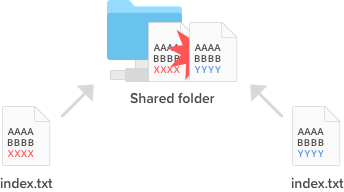 AAAA AAAA
BBBB BBBB
XXXX YYYY
Shared folder
AAAA
BBBB
XXXX
index.txt
AAAA
BBBB
YYYY
index.txt